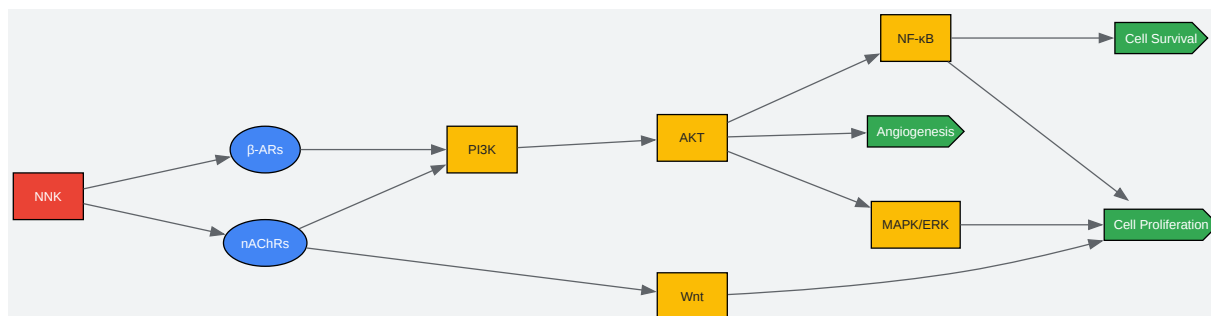 NNK
β-ARs
nAChRs
PI3K
AKT
Wnt
NF-κB
Angiogenesis
MAPK/ERK
Cell Survival
Cell Proliferation